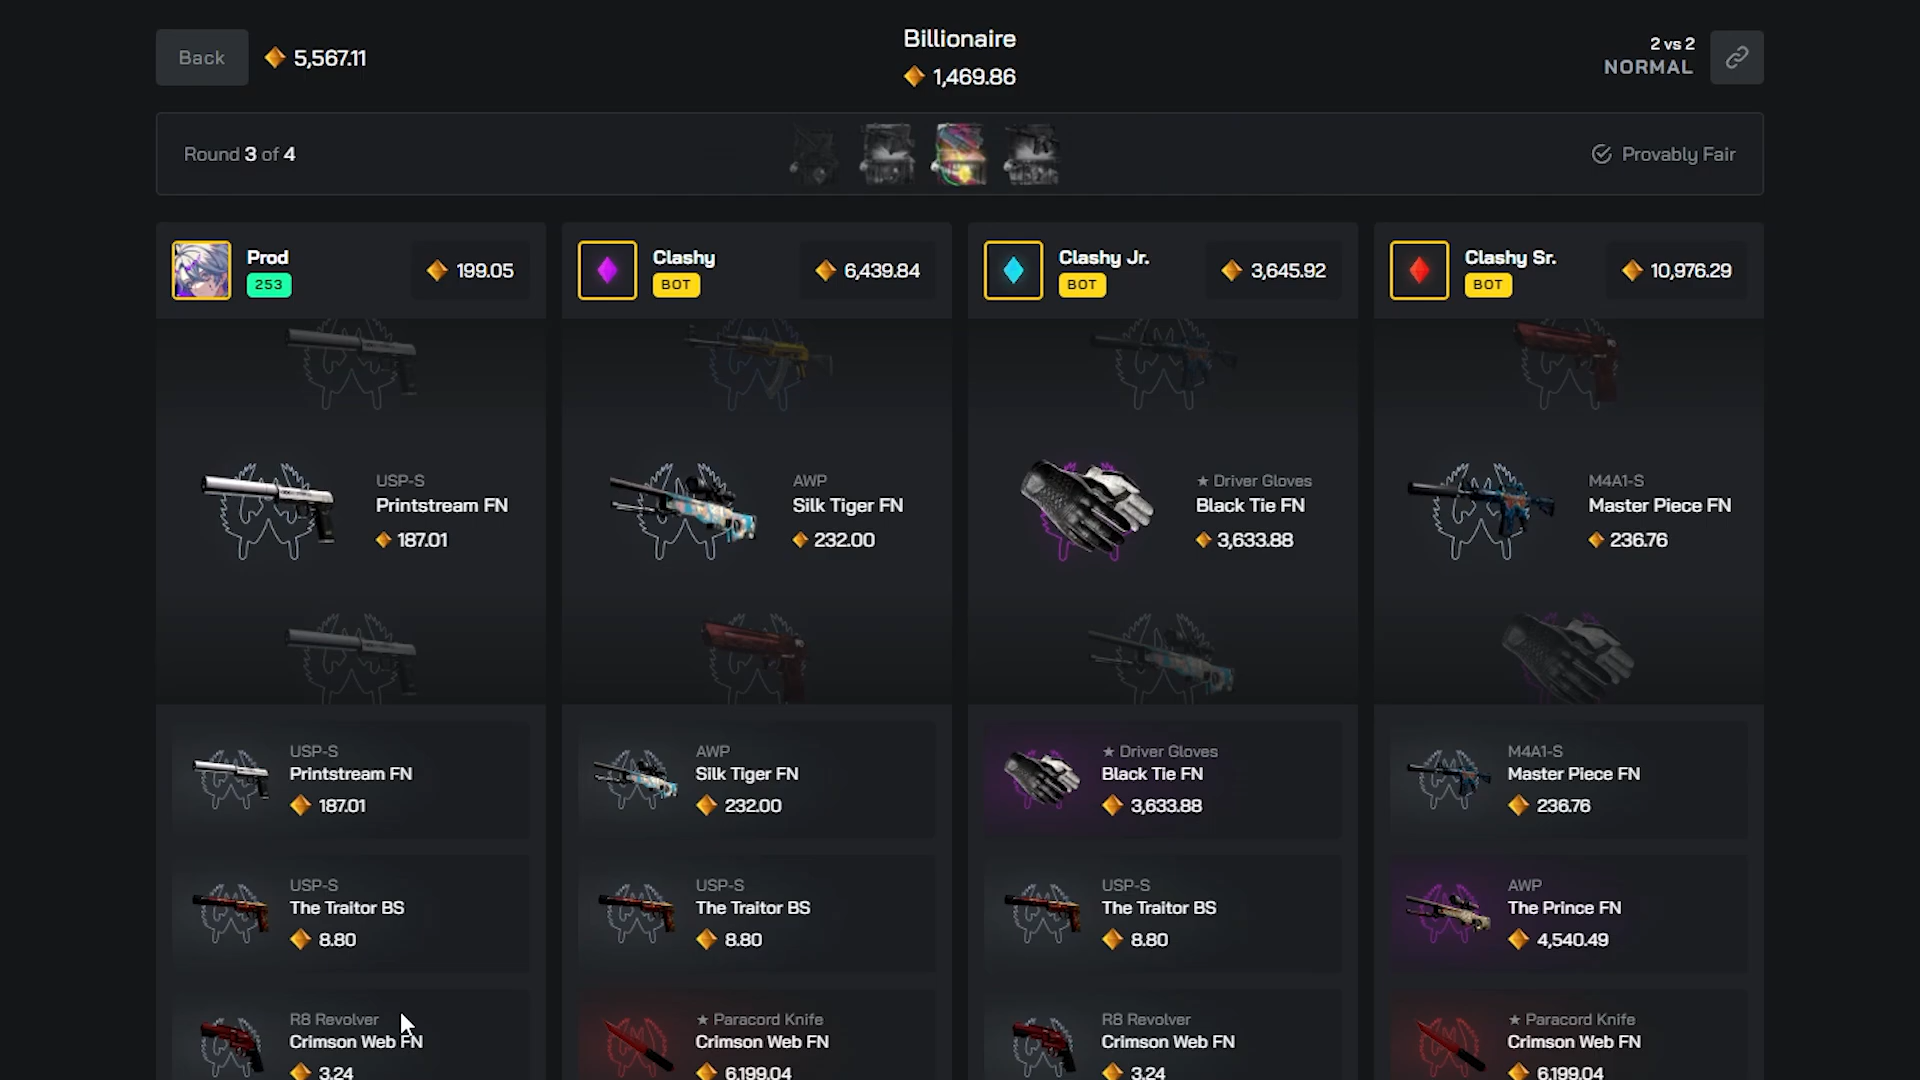 Back
5,567.11
Billionaire
1,469.86
2 vs 2
NORMAL
Round 3 of 4
Provably Fair
Prod
253
199.05
Clashy
BOT
6,439.84
Clashy Jr.
BOT
3,645.92
Clashy Sr.
BOT
10,976.29
USP-S
Printstream FN
187.01
AWP
Silk Tiger FN
232.00
★ Driver Gloves
Black Tie FN
3,633.88
M4A1-S
Master Piece FN
236.76
USP-S
Printstream FN
187.01
AWP
Silk Tiger FN
232.00
★ Driver Gloves
Black Tie FN
3,633.88
M4A1-S
Master Piece FN
236.76
USP-S
The Traitor BS
8.80
USP-S
The Traitor BS
8.80
USP-S
The Traitor BS
8.80
AWP
The Prince FN
4,540.49
R8 Revolver
Crimson Web FN
3.24
★ Paracord Knife
Crimson Web FN
6,199.04
R8 Revolver
Crimson Web FN
3.24
★ Paracord Knife
Crimson Web FN
6,199.04